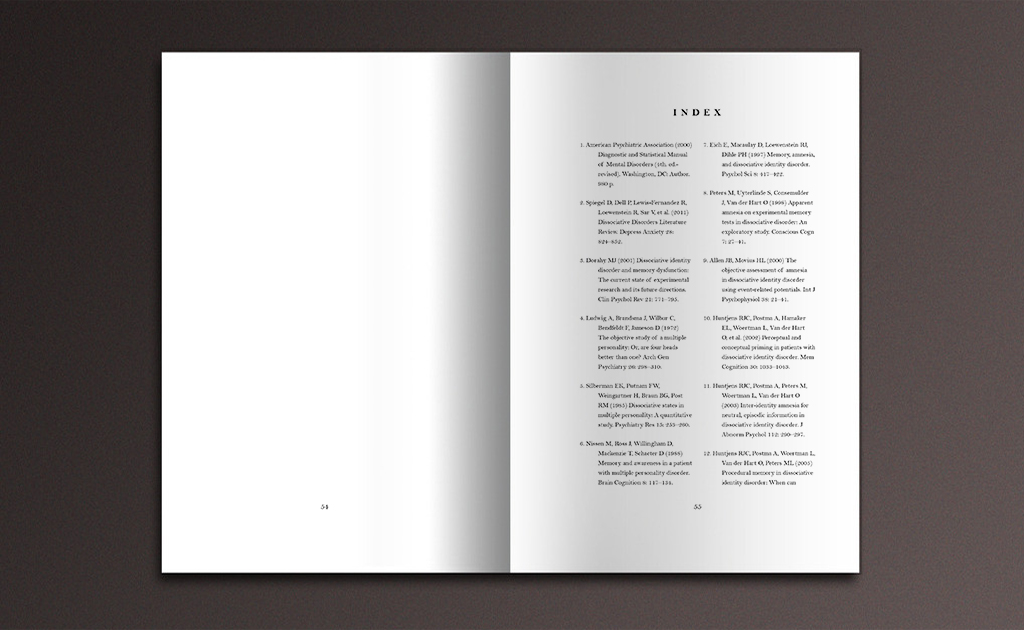 INDEX
1. American Psychiatric Association (2000)
Diagnostic and Statistical Manual
of Mental Disorders (4th. ed.-
revised). Washington, DC: Author.
990 p.
2. Spiegel D, Dell P, Lewis-Fernandez R,
Loewenstein R, Sar V, et al. (2011)
Dissociative Disorders Literature
Review. Depress Anxiety 28:
824–852.
3. Dorahy MJ (2001) Dissociative identity
disorder and memory dysfunction:
The current state of experimental
research and its future directions.
Clin Psychol Rev 21: 771–795.
4. Ludwig A, Brandsma J, Wilbur C,
Bendfeldt F, Jameson D (1972)
The objective study of a multiple
personality. Or, are four heads
better than one? Arch Gen
Psychiatry 26: 298–310.
5. Silberman EK, Putnam FW,
Weingartner H, Braun BG, Post
RM (1985) Dissociative states in
multiple personality: A quantitative
study. Psychiatry Res 15: 253–260.
6. Nissen M, Ross J, Willingham D,
Mackenzie T, Schacter D (1988)
Memory and awareness in a patient
with multiple personality disorder.
Brain Cognition 8: 117–134.
7. Eich E, Macaulay D, Loewenstein RJ,
Dihle PH (1997) Memory, amnesia,
and dissociative identity disorder.
Psychol Sci 8: 417–422.
8. Peters M, Uyterlinde S, Consemulder
J, Van der Hart O (1998) Apparent
amnesia on experimental memory
tests in dissociative disorder: An
exploratory study. Conscious Cogn
7: 27–41.
9. Allen JB, Movius HL (2000) The
objective assessment of amnesia
in dissociative identity disorder
using event-related potentials. Int J
Psychophysiol 38: 21–41.
10. Huntjens RJC, Postma A, Hamaker
EL, Woertman L, Van der Hart
O, et al. (2002) Perceptual and
conceptual priming in patients with
dissociative identity disorder. Mem
Cognition 30: 1033–1043.
11. Huntjens RJC, Postma A, Peters M,
Woertman L, Van der Hart O
(2003) Inter-identity amnesia for
neutral, episodic information in
dissociative identity disorder. J
Abnorm Psychol 112: 290–297.
12. Huntjens RJC, Postma A, Woertman L,
Van der Hart O, Peters ML (2005)
Procedural memory in dissociative
identity disorder: When can
54
55